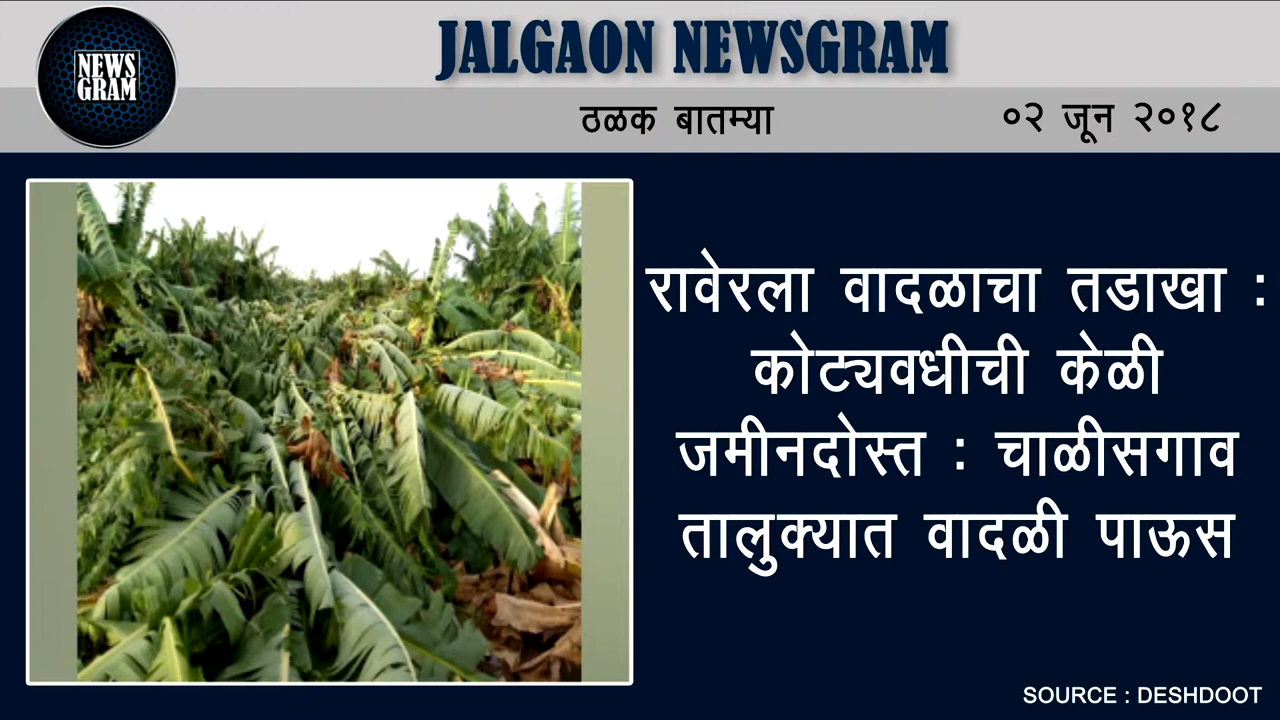 NEWS
GRAM
JALGAON NEWSGRAM
ठळक बातम्या
०२ जून २०१८
रावेरला वादळाचा तडाखा :
कोट्यवधीची केळी
जमीनदोस्त : चाळीसगाव
तालुक्यात वादळी पाऊस
SOURCE : DESHDOOT